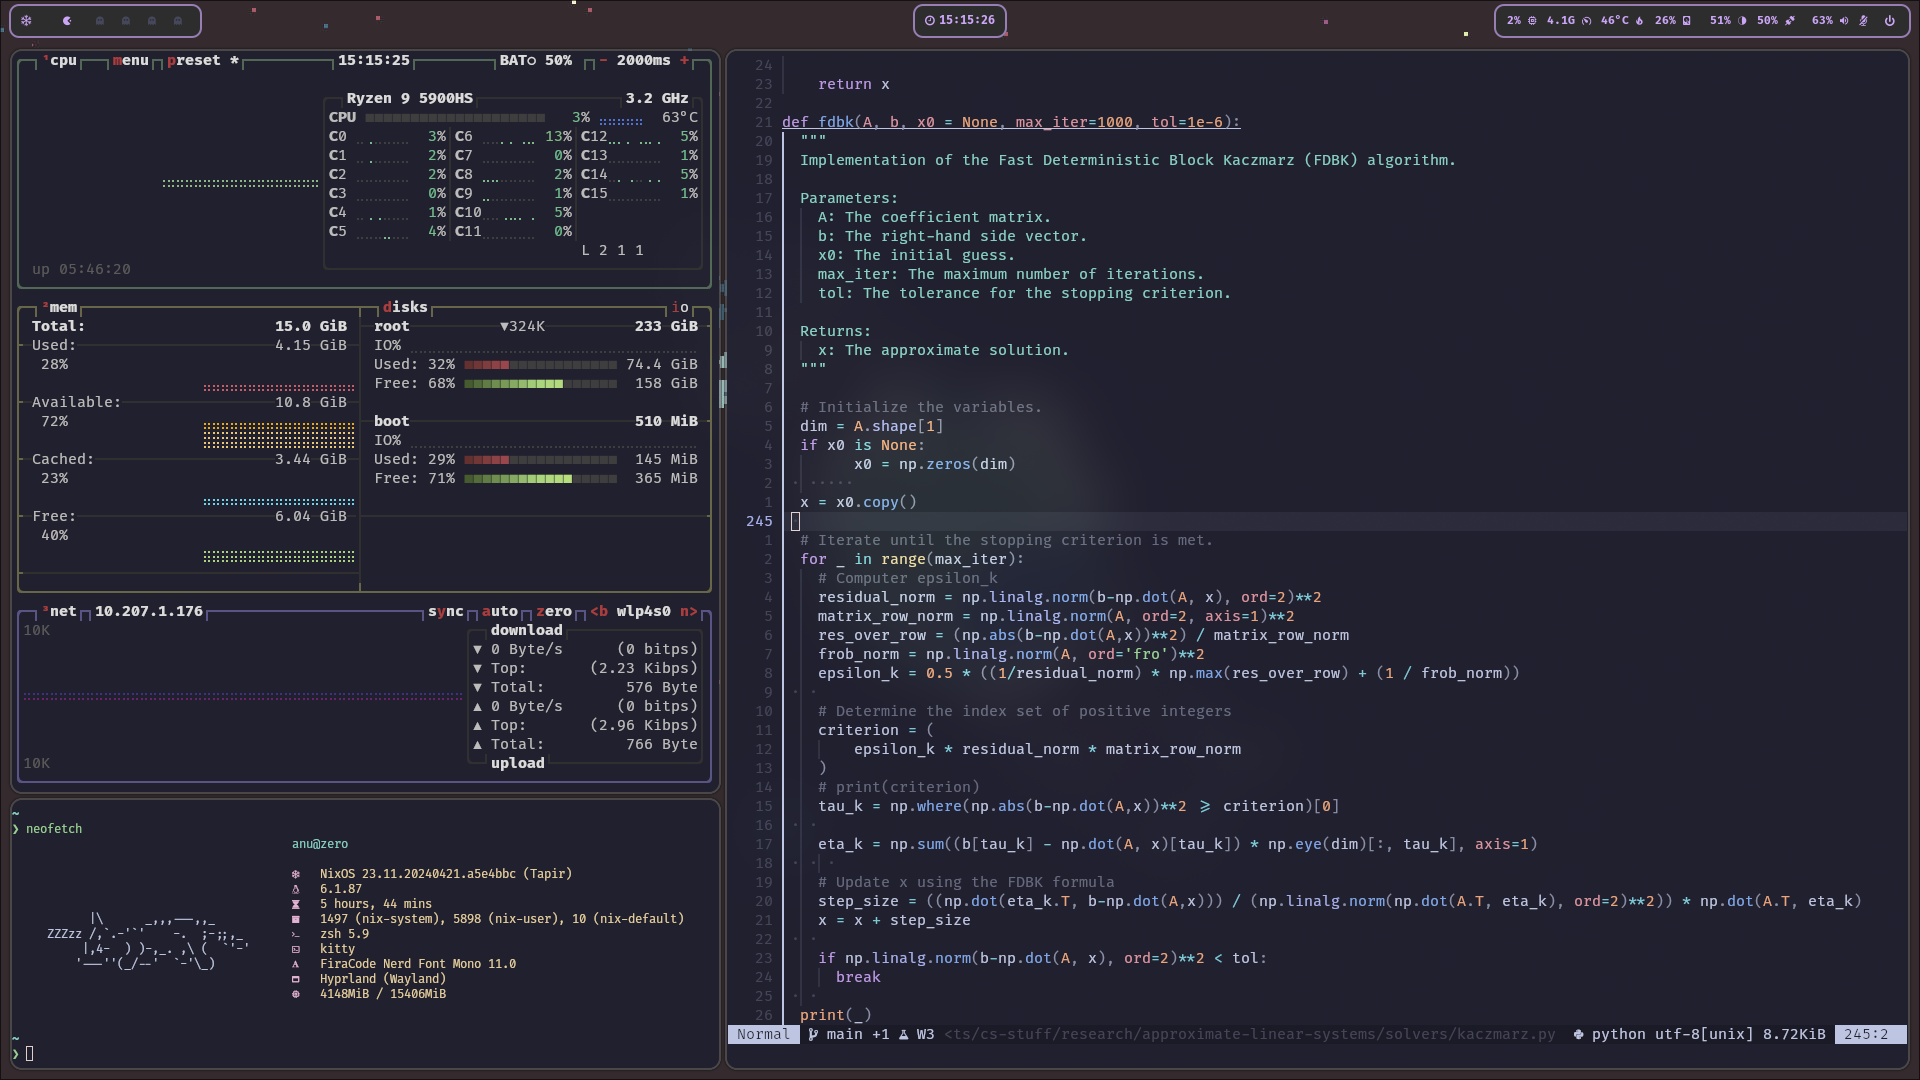 15:15:26
2% 4.1G 46°C 26% 51% 50% 63%
¹cpu menu preset * 15:15:25 BAT○ 50% - 2000ms +
Ryzen 9 5900HS 3.2 GHz
CPU 3% 63°C
C0 3% C6 13% C12 5%
C1 2% C7 0% C13 1%
C2 2% C8 2% C14 5%
C3 0% C9 1% C15 1%
C4 1% C10 5%
C5 4% C11 0%
L 2 1 1
up 05:46:20
²mem disks io
Total: 15.0 GiB root ▼324K 233 GiB
Used: 4.15 GiB IO%
28% Used: 32% 74.4 GiB
Free: 68% 158 GiB
Available: 10.8 GiB boot 510 MiB
72% IO%
Cached: 3.44 GiB Used: 29% 145 MiB
23% Free: 71% 365 MiB
Free: 6.04 GiB
40%
³net 10.207.1.176 sync auto zero <b wlp4s0 n>
10K download
▼ 0 Byte/s (0 bitps)
▼ Top: (2.23 Kibps)
▼ Total: 576 Byte
▲ 0 Byte/s (0 bitps)
▲ Top: (2.96 Kibps)
▲ Total: 766 Byte
10K upload
~
❯ neofetch
anu@zero
NixOS 23.11.20240421.a5e4bbc (Tapir)
6.1.87
5 hours, 44 mins
1497 (nix-system), 5898 (nix-user), 10 (nix-default)
zsh 5.9
kitty
FiraCode Nerd Font Mono 11.0
Hyprland (Wayland)
4148MiB / 15406MiB
|\      _,,,---,,_
ZZZzz /,`.-'`'    -.  ;-;;,_
|,4-  ) )-,_. ,\ (  `'-'
'---''(_/--'  `-'\_)
~
❯
24
23 return x
22
21 def fdbk(A, b, x0 = None, max_iter=1000, tol=1e-6):
20 """
19 Implementation of the Fast Deterministic Block Kaczmarz (FDBK) algorithm.
18
17 Parameters:
16 A: The coefficient matrix.
15 b: The right-hand side vector.
14 x0: The initial guess.
13 max_iter: The maximum number of iterations.
12 tol: The tolerance for the stopping criterion.
11
10 Returns:
9 x: The approximate solution.
8 """
7
6 # Initialize the variables.
5 dim = A.shape[1]
4 if x0 is None:
3 x0 = np.zeros(dim)
2
1 x = x0.copy()
245
1 # Iterate until the stopping criterion is met.
2 for _ in range(max_iter):
3 # Computer epsilon_k
4 residual_norm = np.linalg.norm(b-np.dot(A, x), ord=2)**2
5 matrix_row_norm = np.linalg.norm(A, ord=2, axis=1)**2
6 res_over_row = (np.abs(b-np.dot(A,x))**2) / matrix_row_norm
7 frob_norm = np.linalg.norm(A, ord='fro')**2
8 epsilon_k = 0.5 * ((1/residual_norm) * np.max(res_over_row) + (1 / frob_norm))
9
10 # Determine the index set of positive integers
11 criterion = (
12 epsilon_k * residual_norm * matrix_row_norm
13 )
14 # print(criterion)
15 tau_k = np.where(np.abs(b-np.dot(A,x))**2 ⩾ criterion)[0]
16
17 eta_k = np.sum((b[tau_k] - np.dot(A, x)[tau_k]) * np.eye(dim)[:, tau_k], axis=1)
18
19 # Update x using the FDBK formula
20 step_size = ((np.dot(eta_k.T, b-np.dot(A,x))) / (np.linalg.norm(np.dot(A.T, eta_k), ord=2)**2)) * np.dot(A.T, eta_k)
21 x = x + step_size
22
23 if np.linalg.norm(b-np.dot(A, x), ord=2)**2 < tol:
24 break
25
26 print(_)
Normal main +1 W3 <ts/cs-stuff/research/approximate-linear-systems/solvers/kaczmarz.py python utf-8[unix] 8.72KiB 245:2